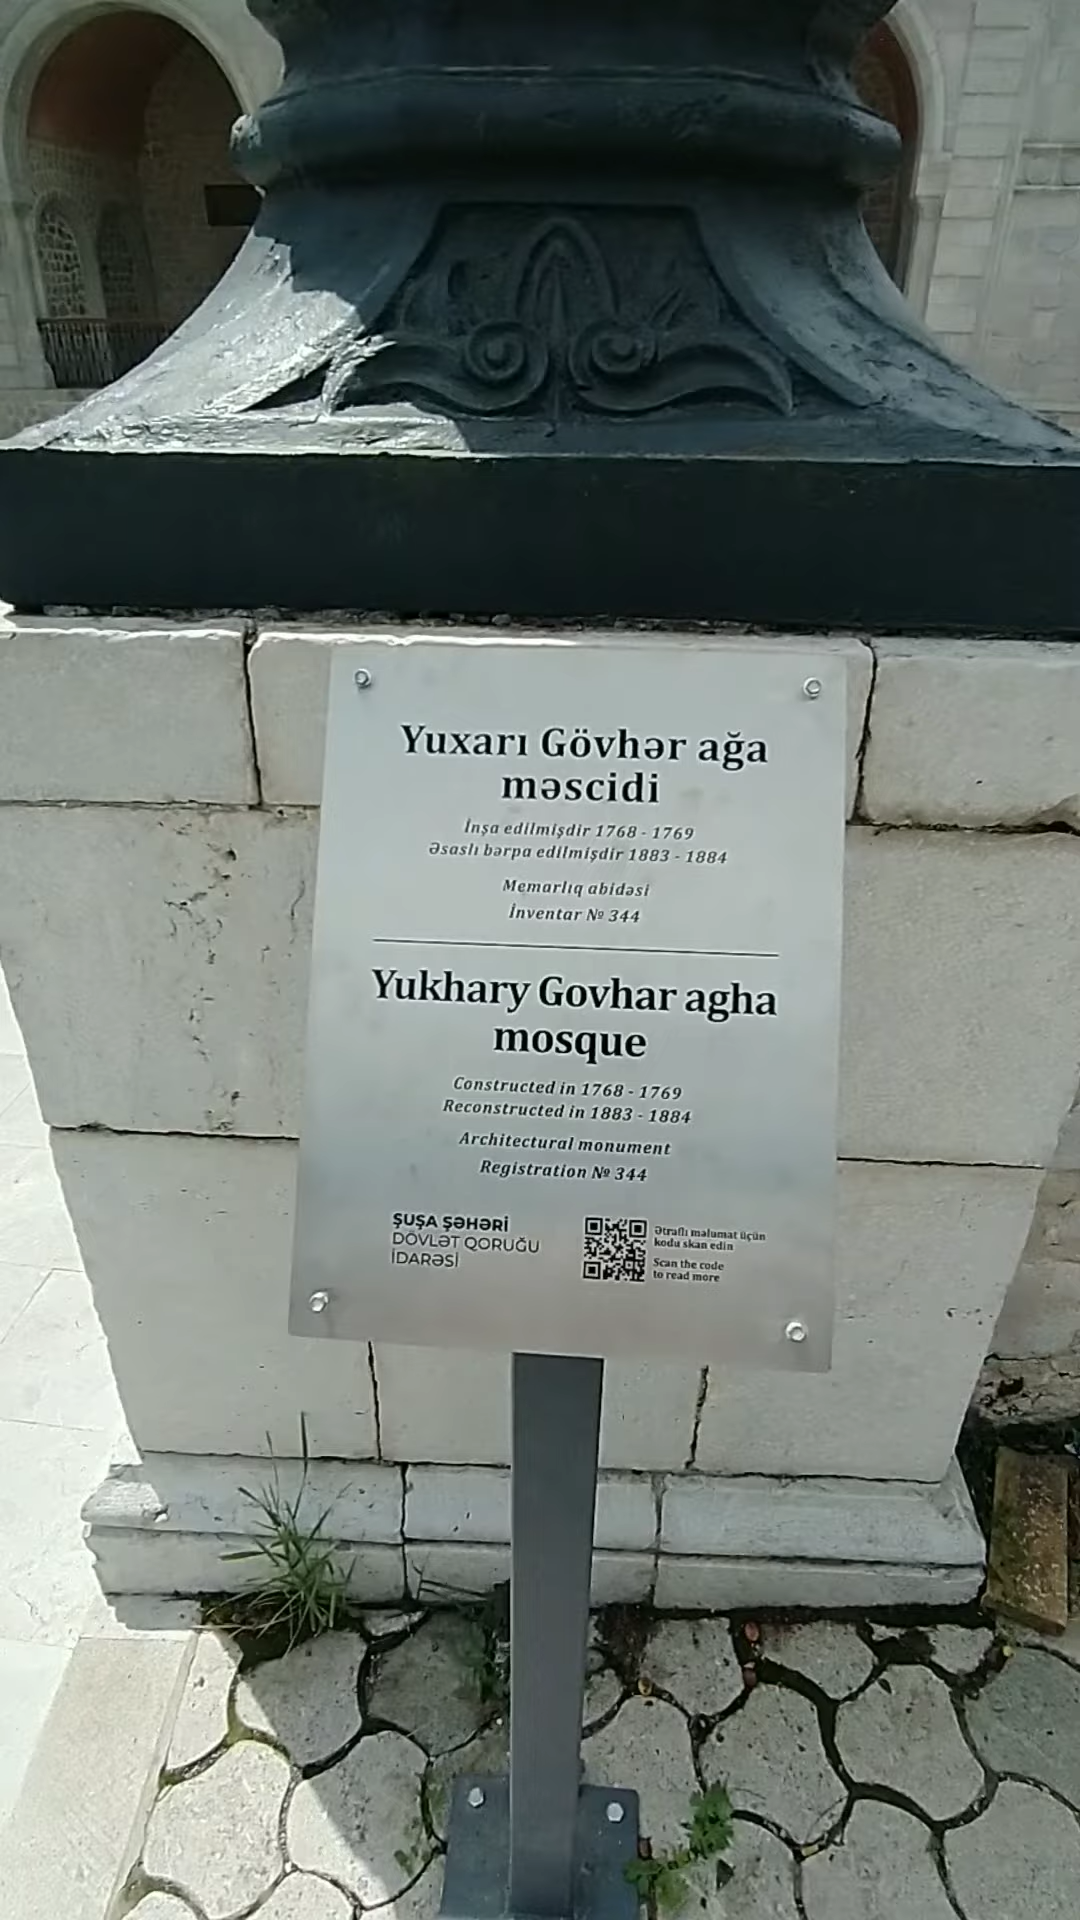 Yuxarı Gövhər ağa
məscidi
İnşa edilmişdir 1768 - 1769
Əsaslı bərpa edilmişdir 1883 - 1884
Memarlıq abidəsi
İnventar № 344
Yukhary Govhar agha
mosque
Constructed in 1768 - 1769
Reconstructed in 1883 - 1884
Architectural monument
Registration № 344
ŞUŞA ŞƏHƏRİ
DÖVLƏT QORUĞU
İDARƏSİ
Ətraflı məlumat üçün
kodu skan edin
Scan the code
to read more